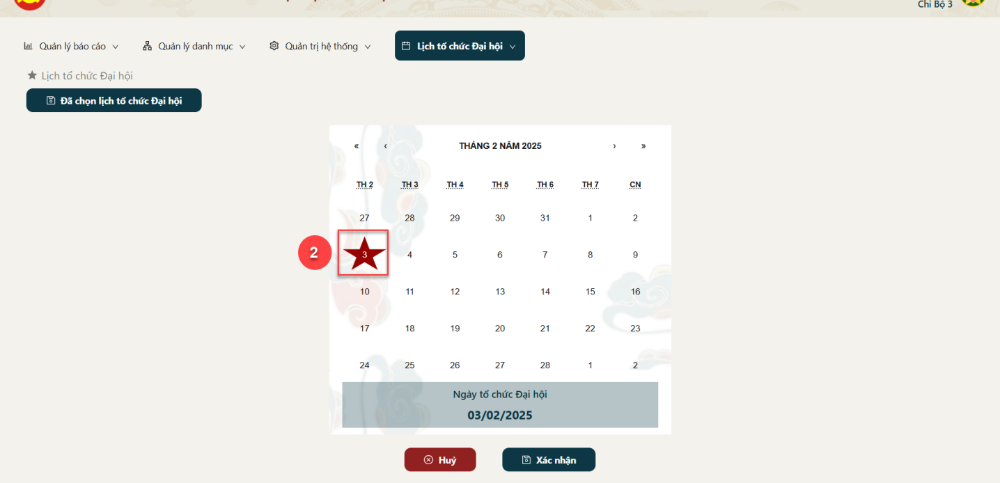 Chi Bộ 3
Quản lý báo cáo Quản lý danh mục Quản trị hệ thống Lịch tổ chức Đại hội
Lịch tổ chức Đại hội
Đã chọn lịch tổ chức Đại hội
« ‹ THÁNG 2 NĂM 2025 › »
TH 2 TH 3 TH 4 TH 5 TH 6 TH 7 CN
27 28 29 30 31 1 2
2 3 4 5 6 7 8 9
10 11 12 13 14 15 16
17 18 19 20 21 22 23
24 25 26 27 28 1 2
Ngày tổ chức Đại hội
03/02/2025
Huỷ Xác nhận